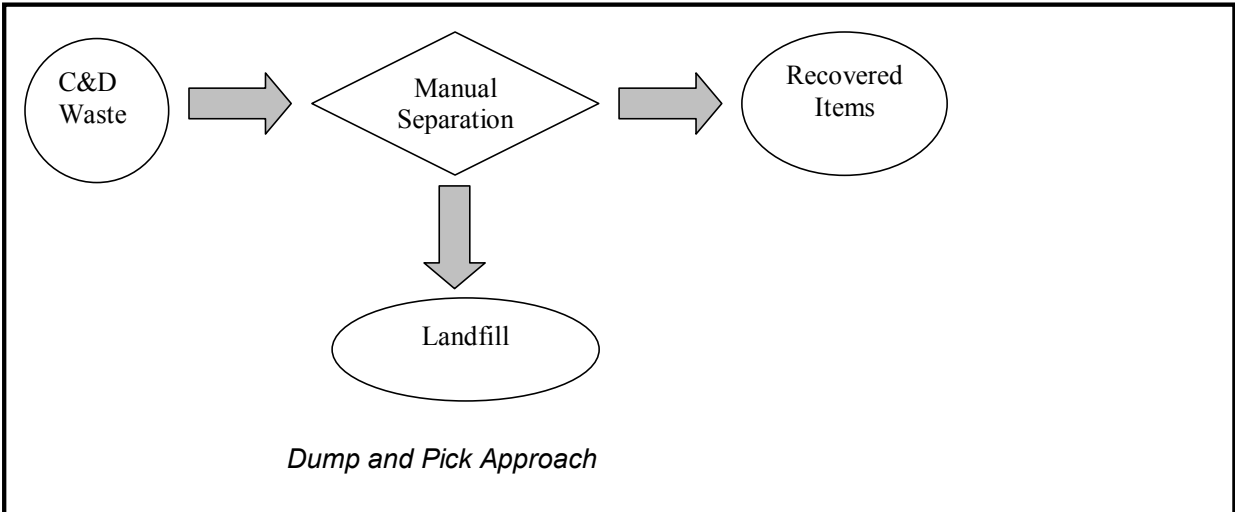 C&D
Waste
Manual
Separation
Recovered
Items
Landfill
Dump and Pick Approach